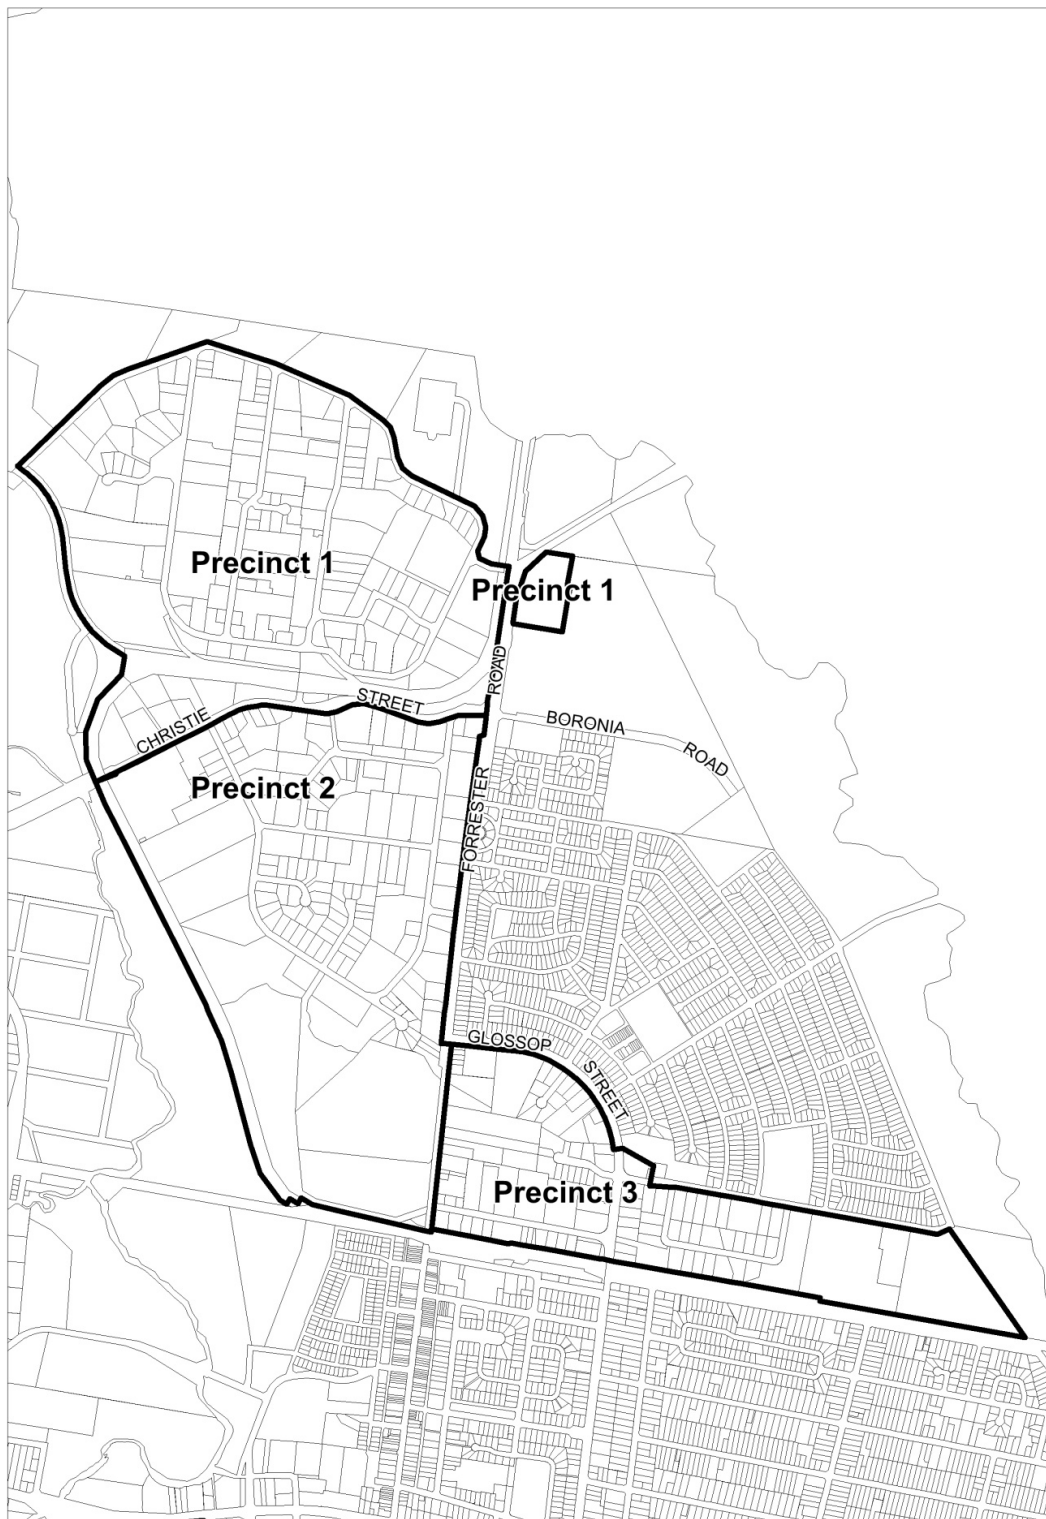 Precinct 1
Precinct 1
ROAD
STREET
CHRISTIE
BORONIA
ROAD
Precinct 2
FORRESTER
GLOSSOP
STREET
Precinct 3